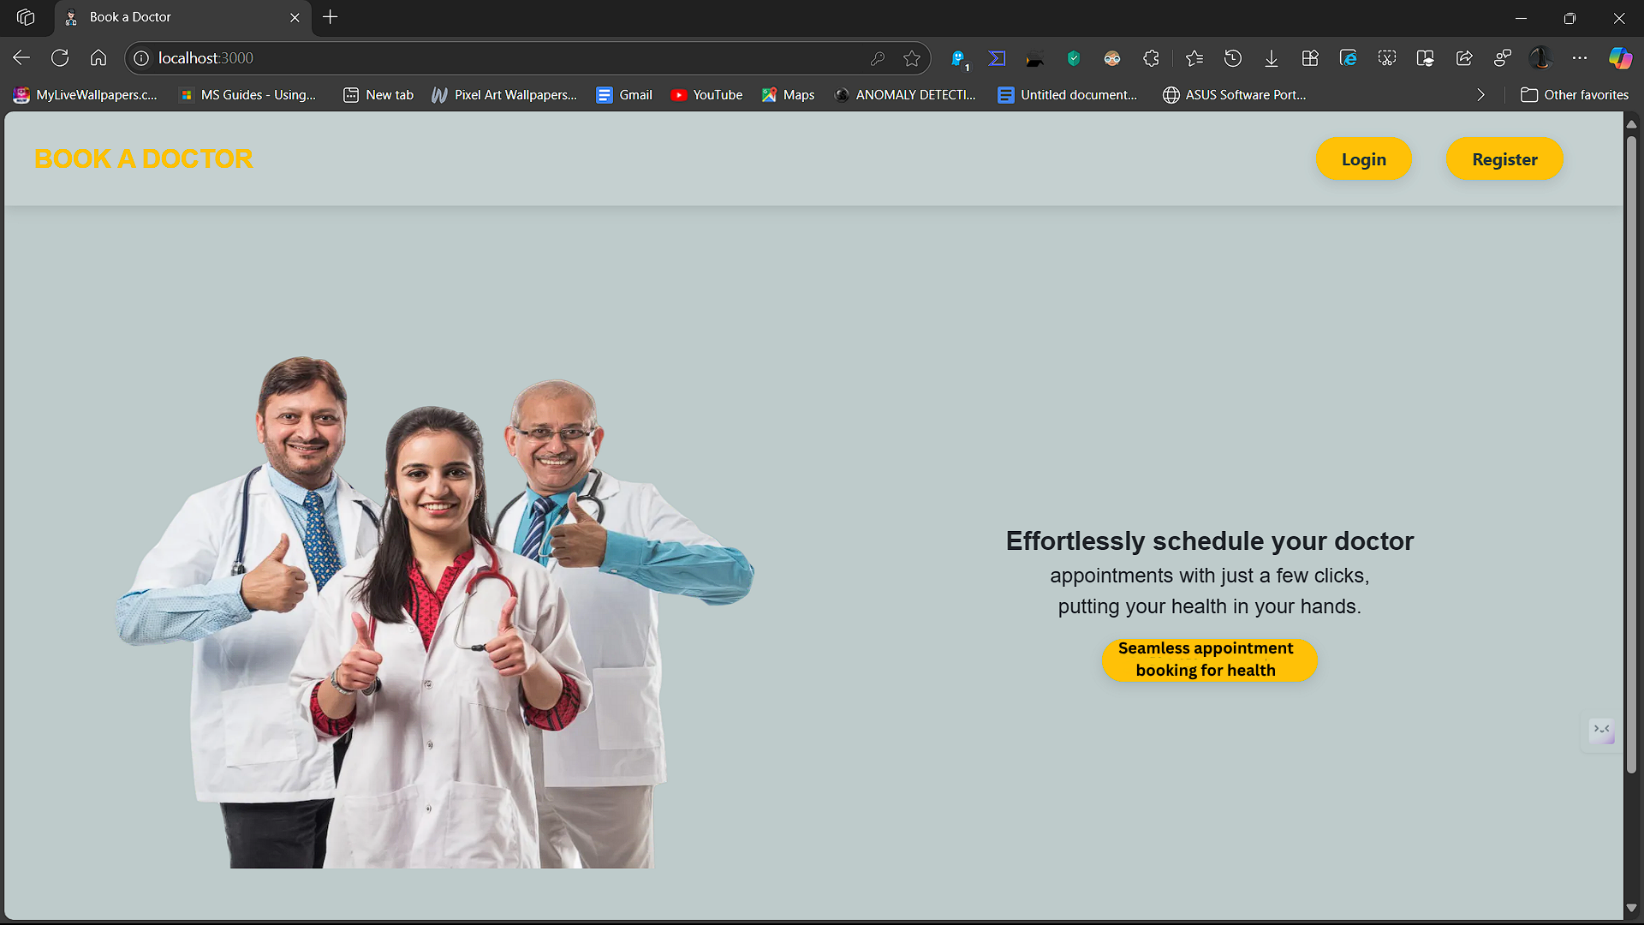 Book a Doctor
localhost:3000
1
MyLiveWallpapers.c... MS Guides - Using... New tab Pixel Art Wallpapers... Gmail YouTube Maps ANOMALY DETECTI... Untitled document... ASUS Software Port... Other favorites
BOOK A DOCTOR
Login Register
Effortlessly schedule your doctor
appointments with just a few clicks,
putting your health in your hands.
Seamless appointment
booking for health